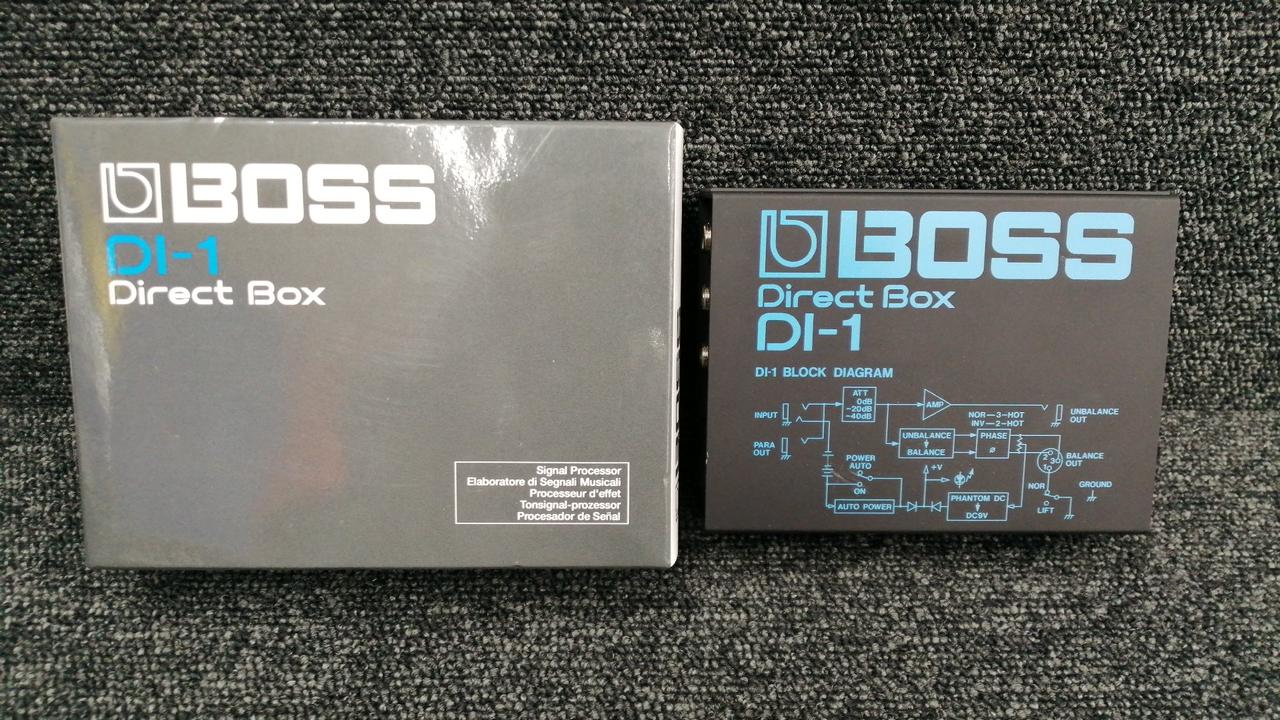 BOSS
DI-1
Direct Box
Signal Processor
Elaboratore di Segnali Musicali
Processeur d'effet
Tonsignal-prozessor
Procesador de Señal
BOSS
Direct Box
DI-1
DI-1 BLOCK DIAGRAM
INPUT
PARA
OUT
ATT
0dB
-20dB
-40dB
AMP
NOR—3-HOT
INV—2-HOT
UNBALANCE
OUT
UNBALANCE
BALANCE
PHASE
ø
2
3
1
BALANCE
OUT
POWER
AUTO
ON
+V
AUTO POWER
PHANTOM DC
DC9V
NOR
LIFT
GROUND